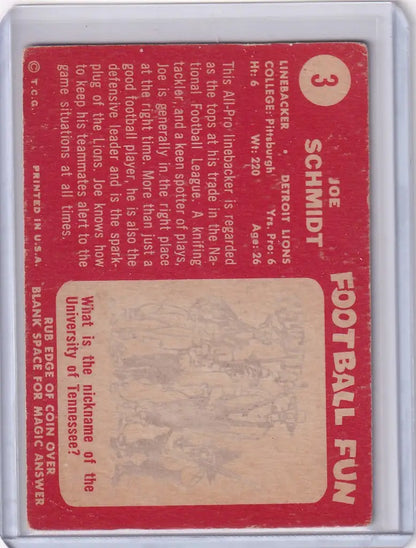 3
JOE
SCHMIDT
LINEBACKER • DETROIT LIONS
COLLEGE: Pittsburgh Yrs. Pro: 6
Ht: 6 Wt: 220 Age: 26
This All-Pro linebacker is regarded
as the tops at his trade in the Na-
tional Football League. A knifing
tackler, and a keen spotter of plays,
Joe is generally in the right place
at the right time. More than just a
good football player, he is also the
defensive leader and is the spark-
plug of the Lions. Joe knows how
to keep his teammates alert to the
game situations at all times.
© T.C.G. PRINTED IN U.S.A.
FOOTBALL FUN
What is the nickname of the
University of Tennessee?
RUB EDGE OF COIN OVER
BLANK SPACE FOR MAGIC ANSWER